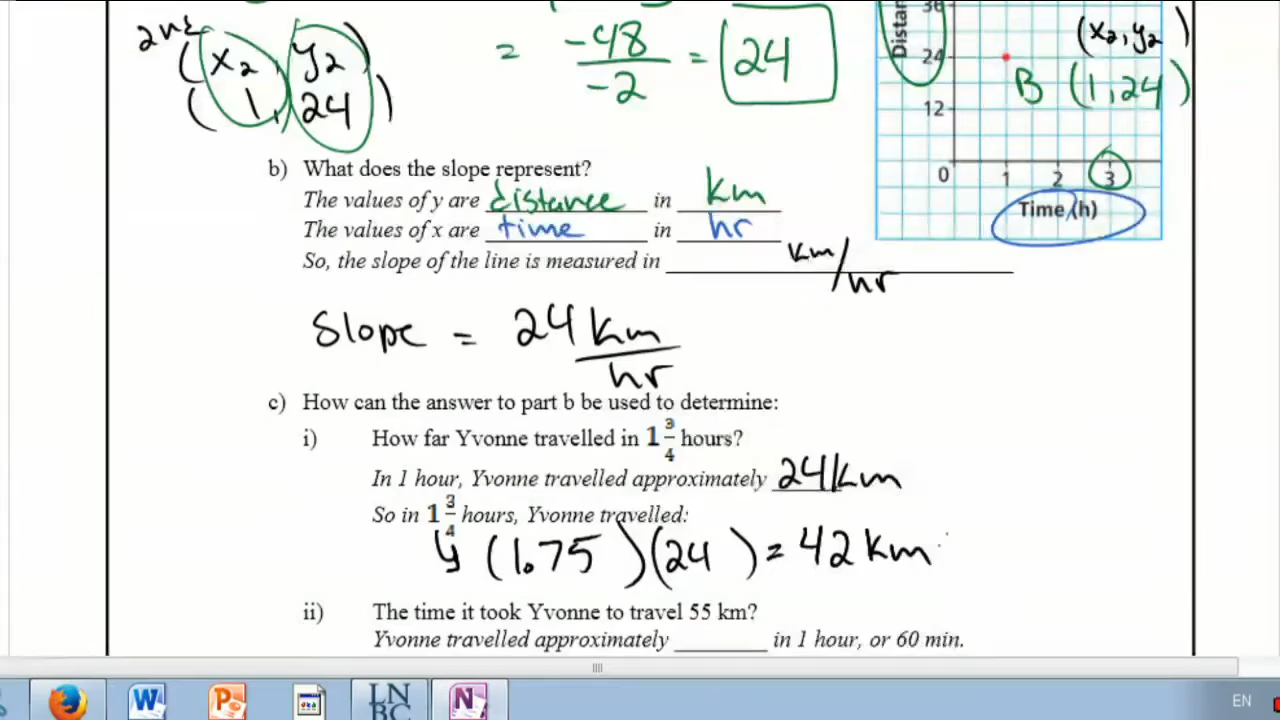 2nd
(x₂, y₂)
(1, 24)
= -48/-2 = 24
36
24
12
0
1 2 3
Time (h)
(x₂, y₂)
B (1, 24)
b) What does the slope represent?
The values of y are distance in km
The values of x are time in hr
So, the slope of the line is measured in km/hr
Slope = 24 km/hr
c) How can the answer to part b be used to determine:
i) How far Yvonne travelled in 1 3/4 hours?
In 1 hour, Yvonne travelled approximately 24 km
So in 1 3/4 hours, Yvonne travelled:
(1.75)(24) = 42 km
ii) The time it took Yvonne to travel 55 km?
Yvonne travelled approximately ______ in 1 hour, or 60 min.
LNBC
EN